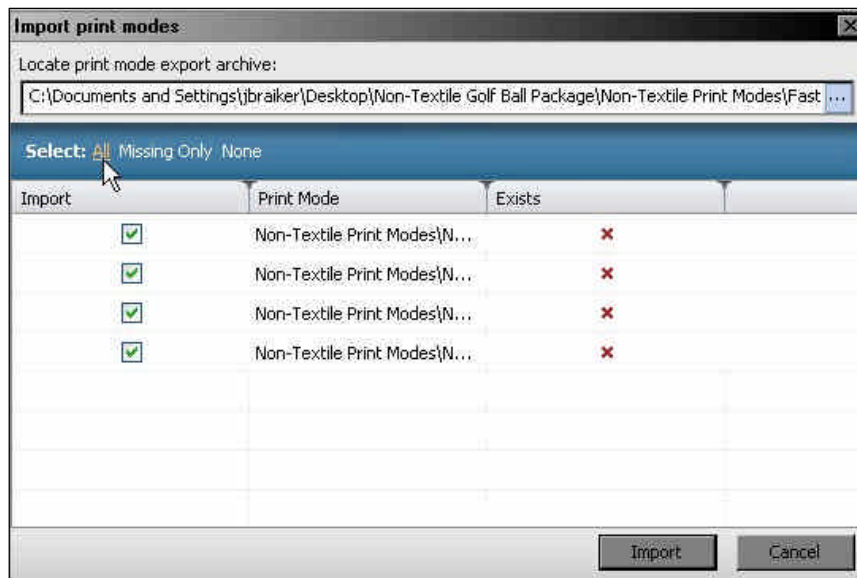 Import print modes
Locate print mode export archive:
C:\Documents and Settings\jbraiker\Desktop\Non-Textile Golf Ball Package\Non-Textile Print Modes\Fast ...
Select: All Missing Only None
Import Print Mode Exists
Non-Textile Print Modes\N...
Non-Textile Print Modes\N...
Non-Textile Print Modes\N...
Non-Textile Print Modes\N...
Import Cancel